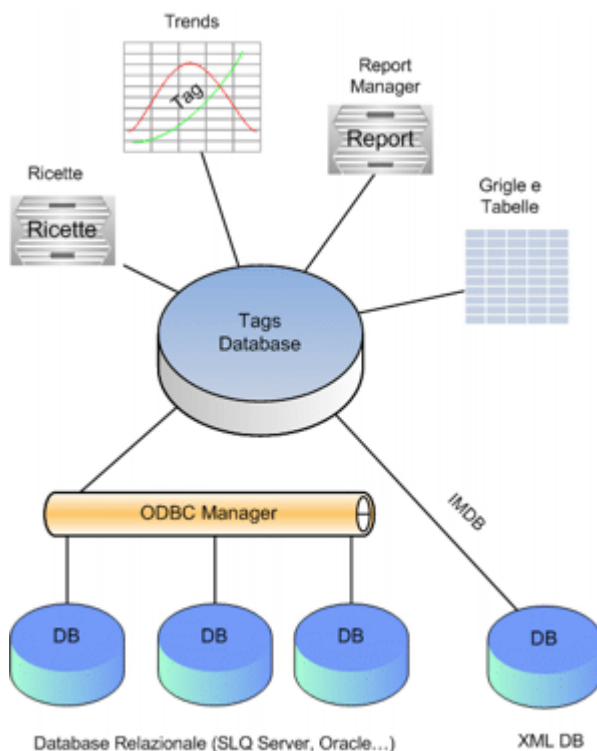 Trends
Tag
Report
Manager
Report
Ricette
Ricette
Grigle e
Tabelle
Tags
Database
ODBC Manager
IMDB
DB
DB
DB
DB
Database Relazionale (SLQ Server, Oracle...)
XML DB